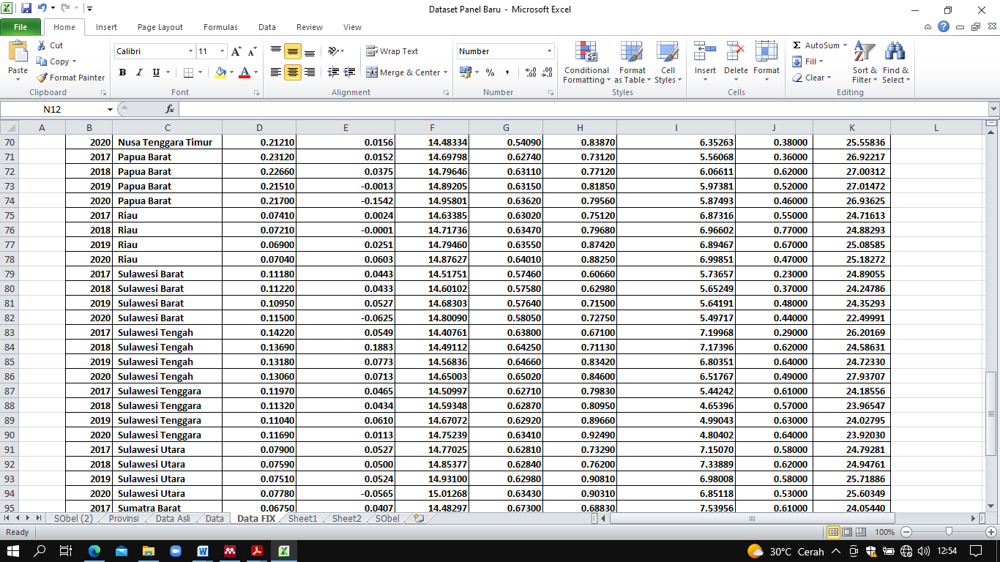 Dataset Panel Baru - Microsoft Excel
File Home Insert Page Layout Formulas Data Review View
Paste Cut Copy Format Painter Clipboard
Calibri 11 B I U Font
Wrap Text Merge & Center Alignment
Number % , Number
Conditional Formatting Format as Table Cell Styles Styles
Insert Delete Format Cells
Σ AutoSum Fill Clear Sort & Filter Find & Select Editing
N12 fx
A B C D E F G H I J K L
70 2020 Nusa Tenggara Timur 0.21210 0.0156 14.48334 0.54090 0.83870 6.35263 0.38000 25.55836
71 2017 Papua Barat 0.23120 0.0152 14.69798 0.62740 0.73120 5.56068 0.36000 26.92217
72 2018 Papua Barat 0.22660 0.0375 14.79646 0.63110 0.77120 6.06611 0.62000 27.00312
73 2019 Papua Barat 0.21510 -0.0013 14.89205 0.63150 0.81850 5.97381 0.52000 27.01472
74 2020 Papua Barat 0.21700 -0.1542 14.95801 0.63620 0.79560 5.87493 0.46000 26.93625
75 2017 Riau 0.07410 0.0024 14.63385 0.63020 0.75120 6.87316 0.55000 24.71613
76 2018 Riau 0.07210 -0.0001 14.71736 0.63470 0.79680 6.96602 0.77000 24.88293
77 2019 Riau 0.06900 0.0251 14.79460 0.63550 0.87420 6.89467 0.67000 25.08585
78 2020 Riau 0.07040 0.0603 14.87627 0.64010 0.88250 6.99851 0.47000 25.18272
79 2017 Sulawesi Barat 0.11180 0.0443 14.51751 0.57460 0.60660 5.73657 0.23000 24.89055
80 2018 Sulawesi Barat 0.11220 0.0433 14.60102 0.57580 0.62980 5.65249 0.37000 24.24786
81 2019 Sulawesi Barat 0.10950 0.0527 14.68303 0.57640 0.71500 5.64191 0.48000 24.35293
82 2020 Sulawesi Barat 0.11500 -0.0625 14.80090 0.58050 0.72750 5.49717 0.44000 22.49991
83 2017 Sulawesi Tengah 0.14220 0.0549 14.40761 0.63800 0.67100 7.19968 0.29000 26.20169
84 2018 Sulawesi Tengah 0.13690 0.1883 14.49112 0.64250 0.71130 7.17396 0.62000 24.58631
85 2019 Sulawesi Tengah 0.13180 0.0773 14.56836 0.64660 0.83420 6.80351 0.64000 24.72330
86 2020 Sulawesi Tengah 0.13060 0.0713 14.65003 0.65020 0.84600 6.51767 0.49000 27.93707
87 2017 Sulawesi Tenggara 0.11970 0.0465 14.50997 0.62710 0.79830 5.44242 0.61000 24.18556
88 2018 Sulawesi Tenggara 0.11320 0.0434 14.59348 0.62870 0.80950 4.65396 0.57000 23.96547
89 2019 Sulawesi Tenggara 0.11040 0.0610 14.67072 0.62920 0.89660 4.99043 0.63000 24.02795
90 2020 Sulawesi Tenggara 0.11690 0.0113 14.75239 0.63410 0.92490 4.80402 0.64000 23.92030
91 2017 Sulawesi Utara 0.07900 0.0527 14.77025 0.62810 0.73290 7.15070 0.58000 24.79281
92 2018 Sulawesi Utara 0.07590 0.0500 14.85377 0.62840 0.76200 7.33889 0.62000 24.94761
93 2019 Sulawesi Utara 0.07510 0.0524 14.93100 0.62980 0.90810 6.98008 0.58000 25.71886
94 2020 Sulawesi Utara 0.07780 -0.0565 15.01268 0.63430 0.90310 6.85118 0.53000 25.60349
95 2017 Sumatra Barat 0.06750 0.0407 14.48297 0.67300 0.68830 7.53956 0.61000 24.05440
SObel (2) Provinsi Data Asli Data Data FIX Sheet1 Sheet2 SObel
Ready 100%
30°C Cerah 12:54